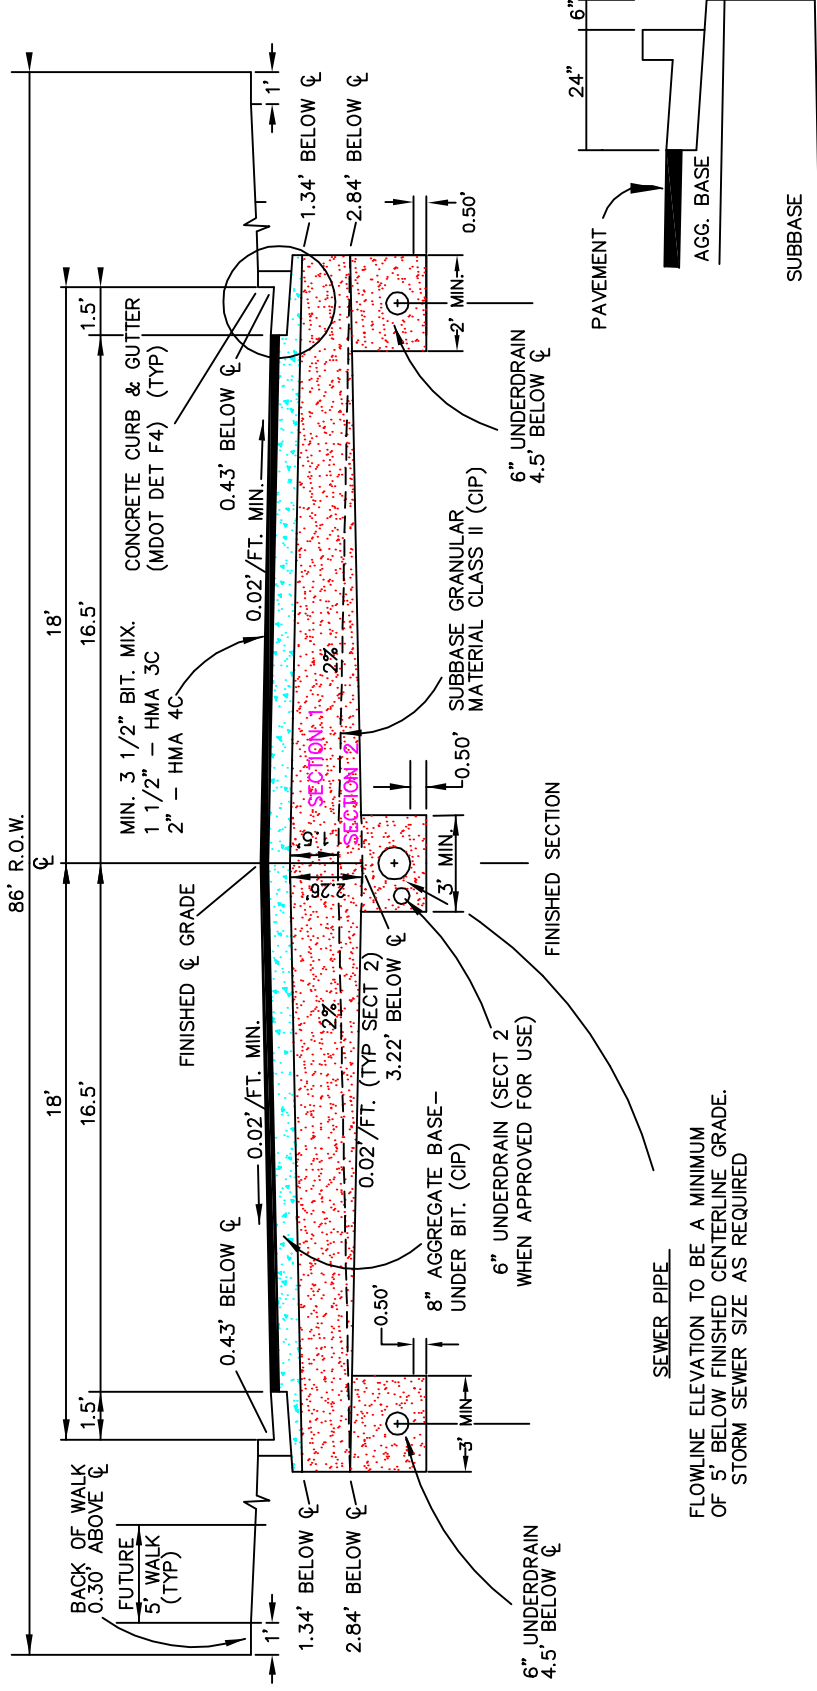 86' R.O.W.
℄
18'
18'
16.5'
16.5'
1.5'
1.5'
BACK OF WALK
0.30' ABOVE ℄
FUTURE
5' WALK
(TYP)
1'
1'
0.43' BELOW ℄
FINISHED ℄ GRADE
MIN. 3 1/2" BIT. MIX.
1 1/2" – HMA 3C
2" – HMA 4C
CONCRETE CURB & GUTTER
(MDOT DET F4) (TYP)
0.43' BELOW ℄
0.02'/FT. MIN.
0.02'/FT. MIN.
1.34' BELOW ℄
2.84' BELOW ℄
1.34' BELOW ℄
2.84' BELOW ℄
SECTION 1
SECTION 2
1.5'
2.26'
2%
2%
0.02'/FT. (TYP SECT 2)
3.22' BELOW ℄
0.50'
0.50'
0.50'
3' MIN
3' MIN.
2' MIN.
8" AGGREGATE BASE–
UNDER BIT. (CIP)
SUBBASE GRANULAR
MATERIAL CLASS II (CIP)
6" UNDERDRAIN
4.5' BELOW ℄
6" UNDERDRAIN (SECT 2
WHEN APPROVED FOR USE)
6" UNDERDRAIN
4.5' BELOW ℄
FINISHED SECTION
SEWER PIPE
FLOWLINE ELEVATION TO BE A MINIMUM
OF 5' BELOW FINISHED CENTERLINE GRADE.
STORM SEWER SIZE AS REQUIRED
24"
6"
PAVEMENT
AGG. BASE
SUBBASE